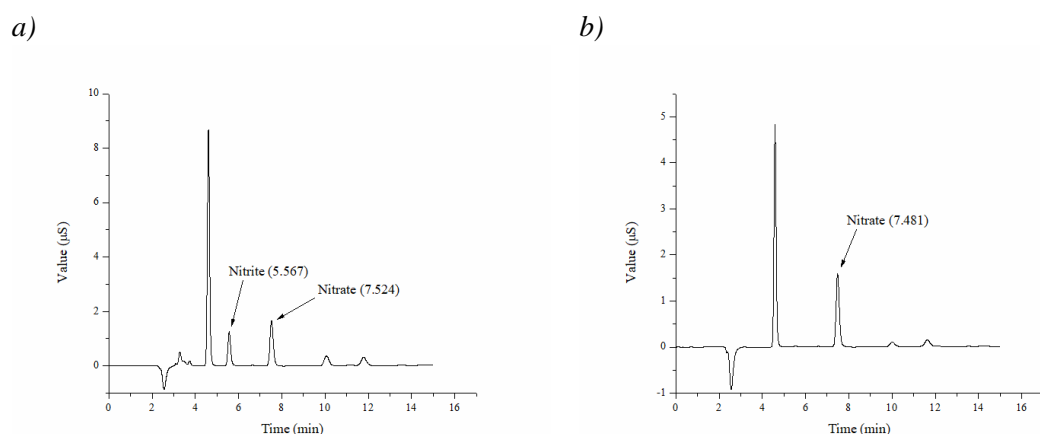 a)
10
8
6
4
2
0
Value (μS)
Nitrite (5.567)
Nitrate (7.524)
0 2 4 6 8 10 12 14 16
Time (min)
b)
5
4
3
2
1
0
-1
Value (μS)
Nitrate (7.481)
0 2 4 6 8 10 12 14 16
Time (min)